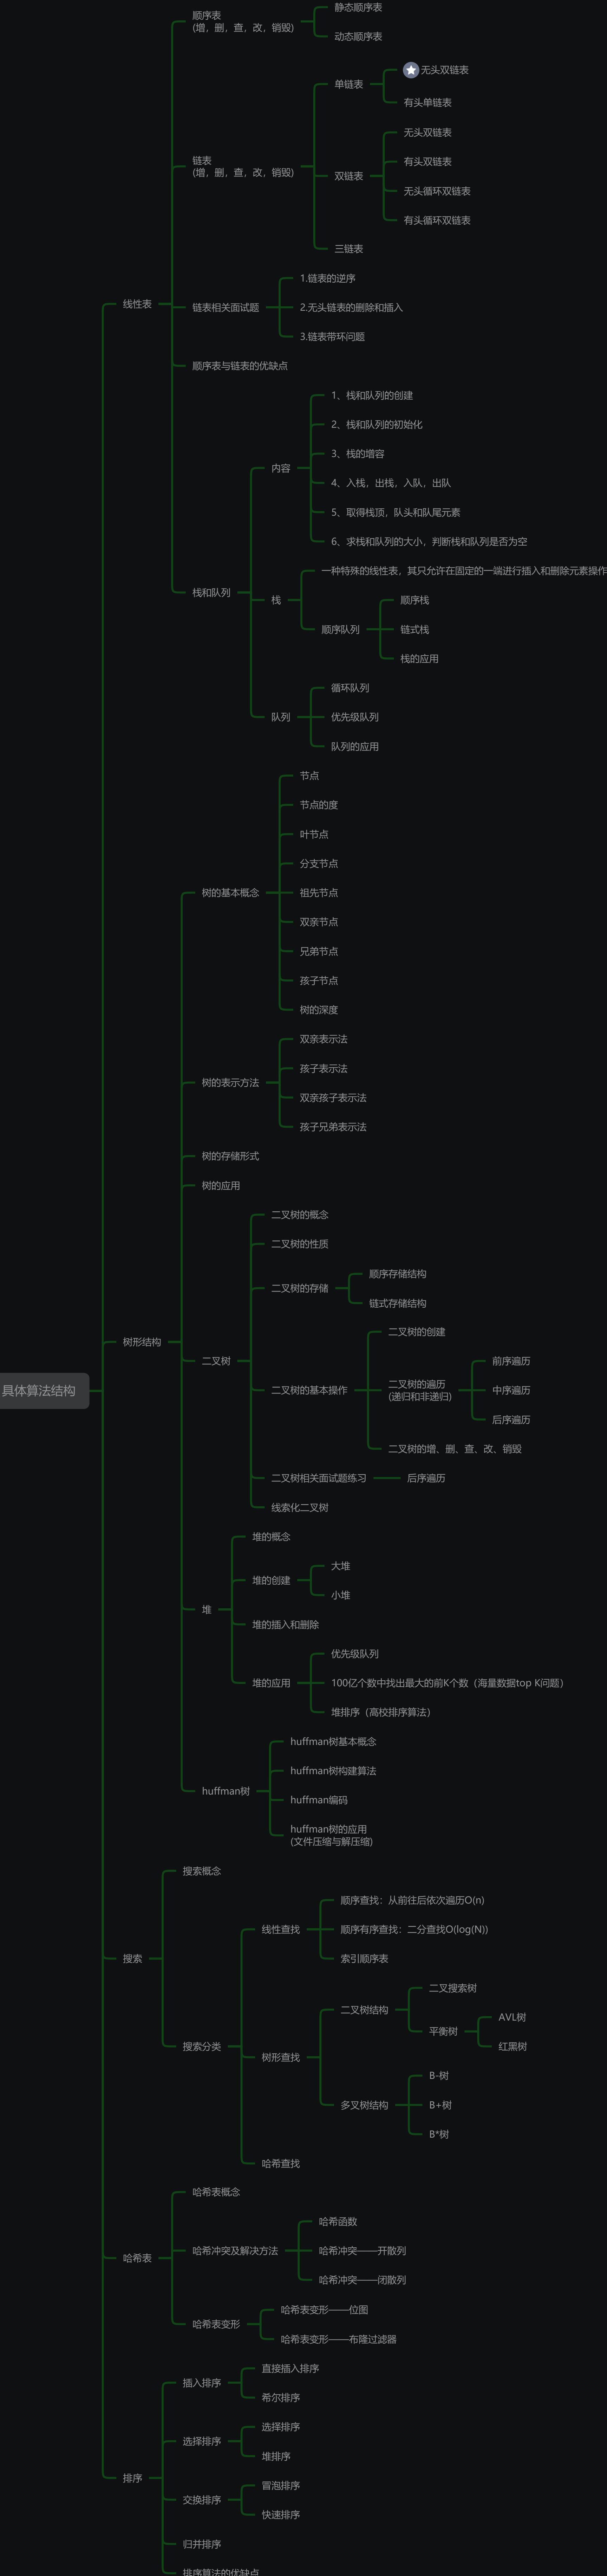 顺序表
(增，删，查，改，销毁)
静态顺序表
动态顺序表
链表
(增，删，查，改，销毁)
单链表
无头双链表
有头单链表
双链表
无头双链表
有头双链表
无头循环双链表
有头循环双链表
三链表
线性表
链表相关面试题
1.链表的逆序
2.无头链表的删除和插入
3.链表带环问题
顺序表与链表的优缺点
栈和队列
内容
1、栈和队列的创建
2、栈和队列的初始化
3、栈的增容
4、入栈，出栈，入队，出队
5、取得栈顶，队头和队尾元素
6、求栈和队列的大小，判断栈和队列是否为空
栈
一种特殊的线性表，其只允许在固定的一端进行插入和删除元素操作
顺序队列
顺序栈
链式栈
栈的应用
队列
循环队列
优先级队列
队列的应用
树的基本概念
节点
节点的度
叶节点
分支节点
祖先节点
双亲节点
兄弟节点
孩子节点
树的深度
树的表示方法
双亲表示法
孩子表示法
双亲孩子表示法
孩子兄弟表示法
树的存储形式
树的应用
树形结构
具体算法结构
二叉树
二叉树的概念
二叉树的性质
二叉树的存储
顺序存储结构
链式存储结构
二叉树的基本操作
二叉树的创建
二叉树的遍历
(递归和非递归)
前序遍历
中序遍历
后序遍历
二叉树的增、删、查、改、销毁
二叉树相关面试题练习
后序遍历
线索化二叉树
堆
堆的概念
堆的创建
大堆
小堆
堆的插入和删除
堆的应用
优先级队列
100亿个数中找出最大的前K个数（海量数据top K问题）
堆排序（高校排序算法）
huffman树
huffman树基本概念
huffman树构建算法
huffman编码
huffman树的应用
(文件压缩与解压缩)
搜索
搜索概念
搜索分类
线性查找
顺序查找：从前往后依次遍历O(n)
顺序有序查找：二分查找O(log(N))
索引顺序表
树形查找
二叉树结构
二叉搜索树
平衡树
AVL树
红黑树
多叉树结构
B-树
B+树
B*树
哈希查找
哈希表
哈希表概念
哈希冲突及解决方法
哈希函数
哈希冲突——开散列
哈希冲突——闭散列
哈希表变形
哈希表变形——位图
哈希表变形——布隆过滤器
排序
插入排序
直接插入排序
希尔排序
选择排序
选择排序
堆排序
交换排序
冒泡排序
快速排序
归并排序
排序算法的优缺点